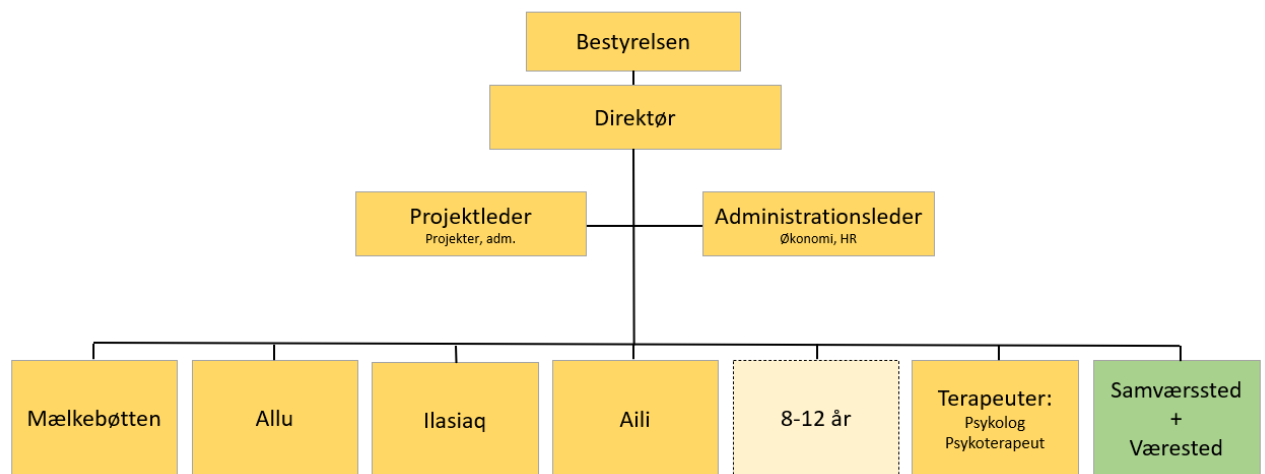 Bestyrelsen
Direktør
Projektleder
Projekter, adm.
Administrationsleder
Økonomi, HR
Mælkebøtten
Allu
Ilasiaq
Aili
8-12 år
Terapeuter:
Psykolog
Psykoterapeut
Samværssted
+
Værested